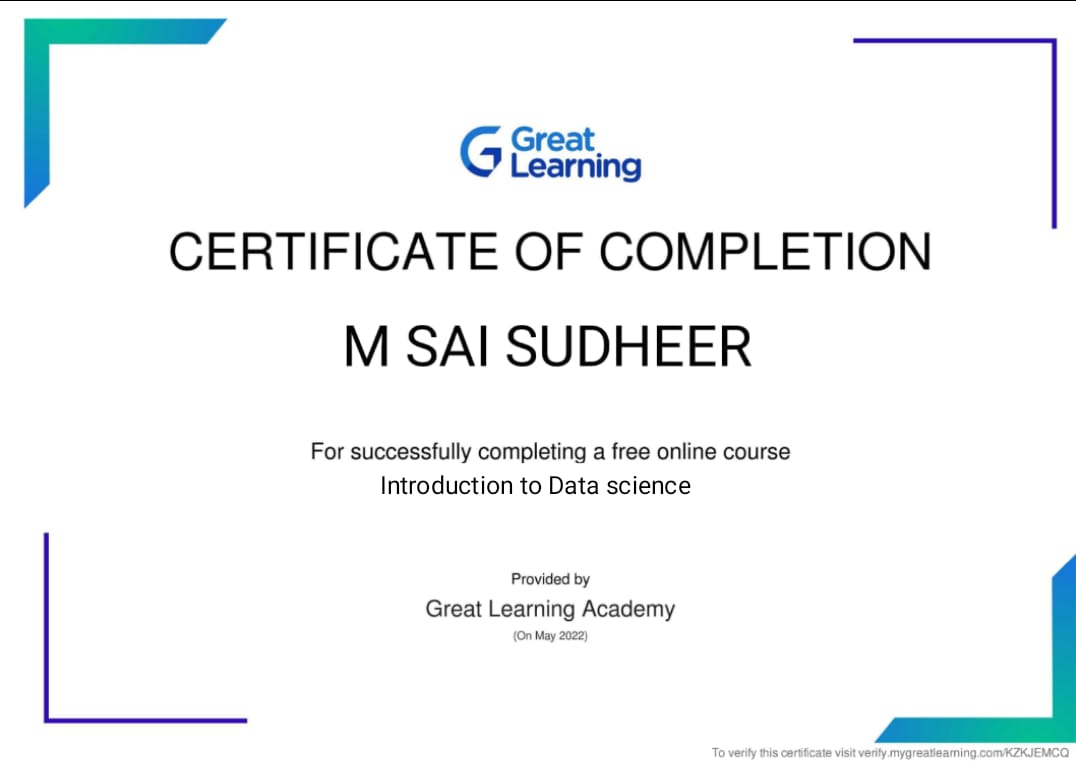 Great
Learning
CERTIFICATE OF COMPLETION
M SAI SUDHEER
For successfully completing a free online course
Introduction to Data science
Provided by
Great Learning Academy
(On May 2022)
To verify this certificate visit verify.mygreatlearning.com/KZKJEMCQ